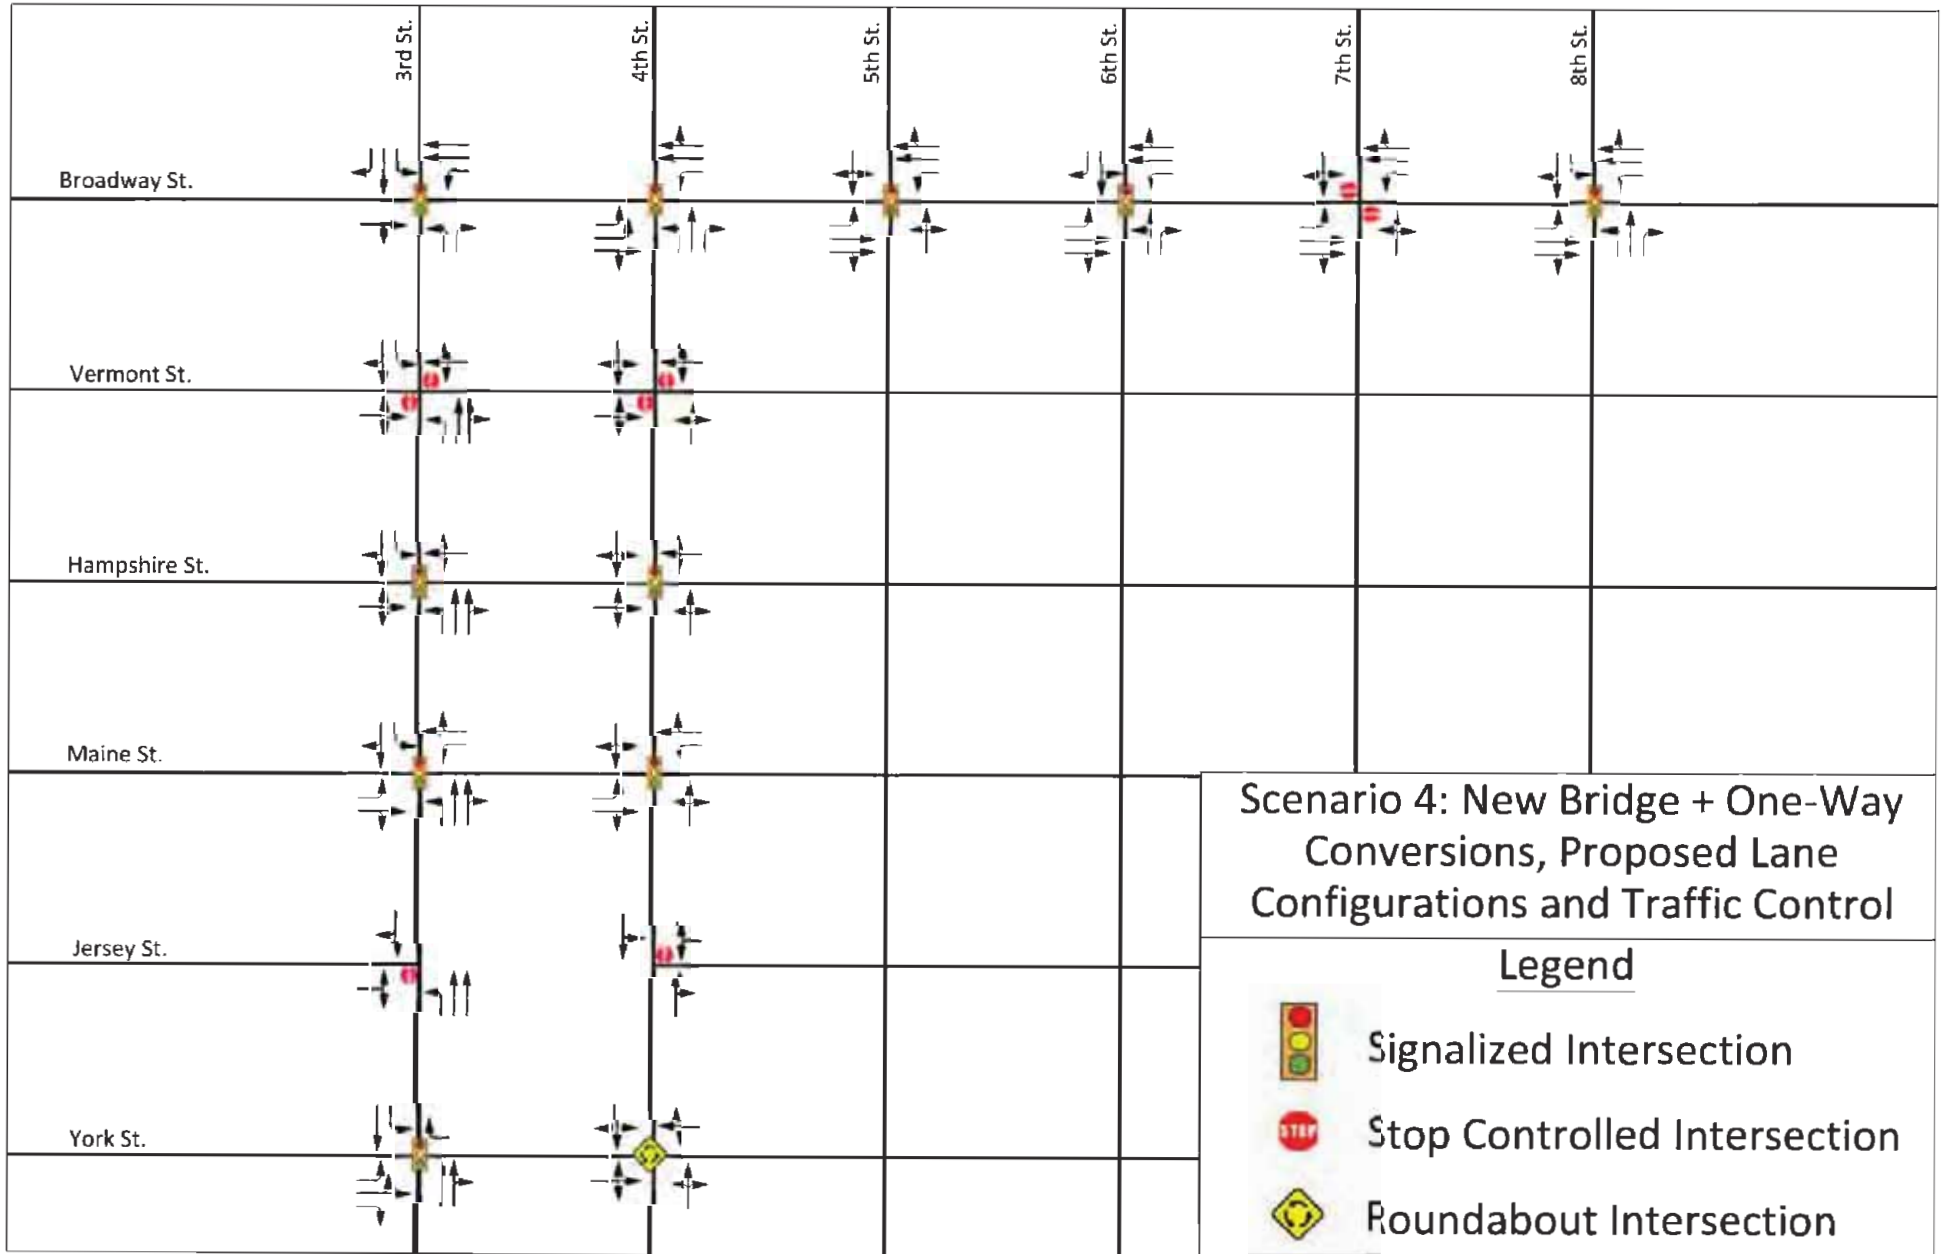 3rd St.
4th St.
5th St.
6th St.
7th St.
8th St.
Broadway St.
Vermont St.
Hampshire St.
Maine St.
Jersey St.
York St.
Scenario 4: New Bridge + One-Way
Conversions, Proposed Lane
Configurations and Traffic Control
Legend
Signalized Intersection
STOP
Stop Controlled Intersection
Roundabout Intersection